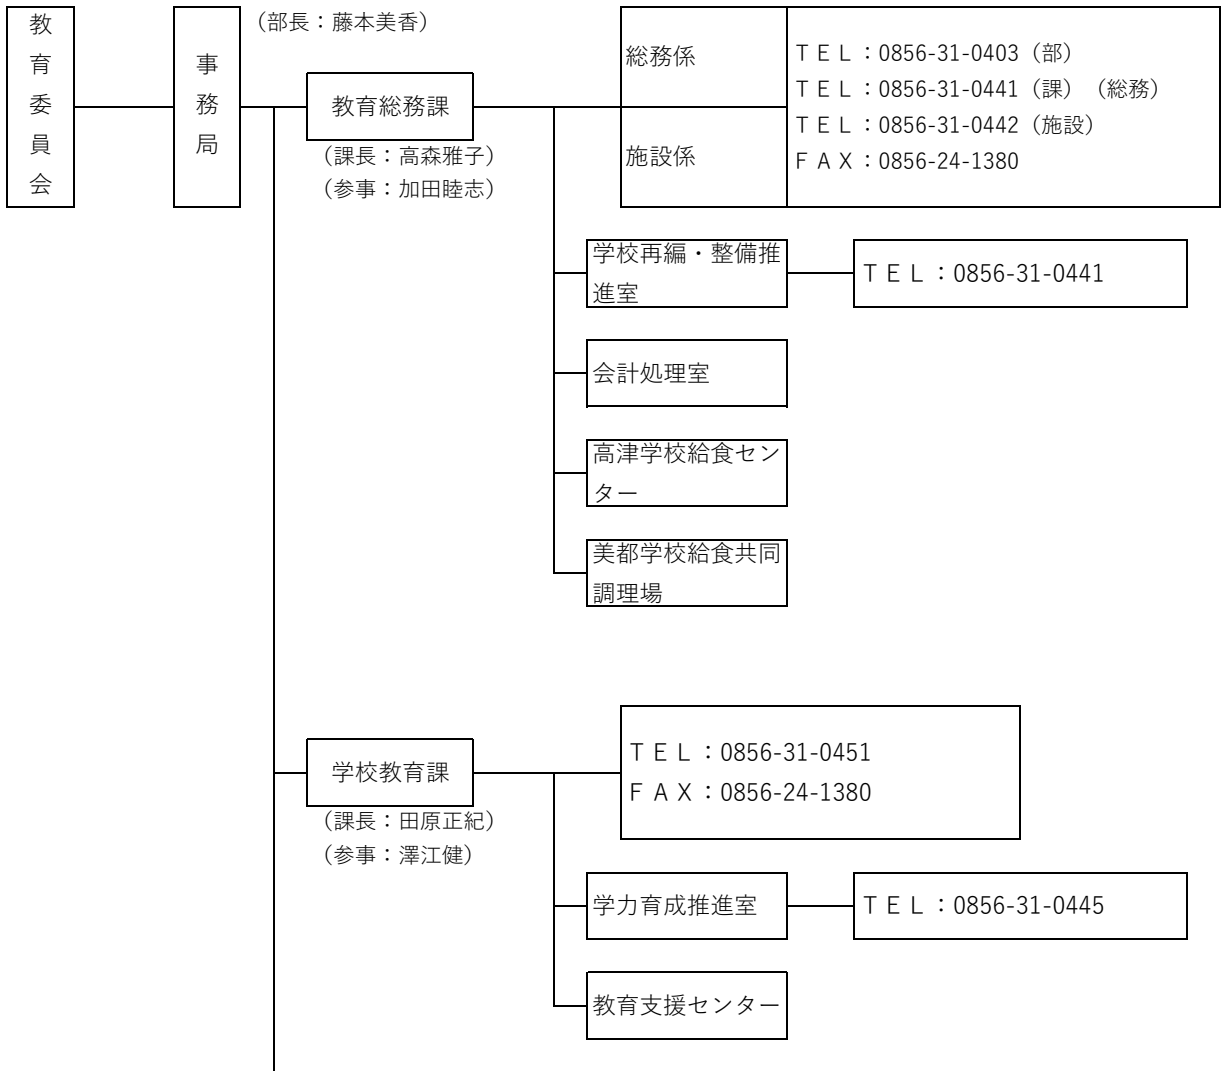 教育委員会
事務局
（部長：藤本美香）
教育総務課
（課長：高森雅子）
（参事：加田睦志）
総務係
施設係
ＴＥＬ：0856-31-0403（部）
ＴＥＬ：0856-31-0441（課）（総務）
ＴＥＬ：0856-31-0442（施設）
ＦＡＸ：0856-24-1380
学校再編・整備推
進室
ＴＥＬ：0856-31-0441
会計処理室
高津学校給食セン
ター
美都学校給食共同
調理場
学校教育課
（課長：田原正紀）
（参事：澤江健）
ＴＥＬ：0856-31-0451
ＦＡＸ：0856-24-1380
学力育成推進室
ＴＥＬ：0856-31-0445
教育支援センター